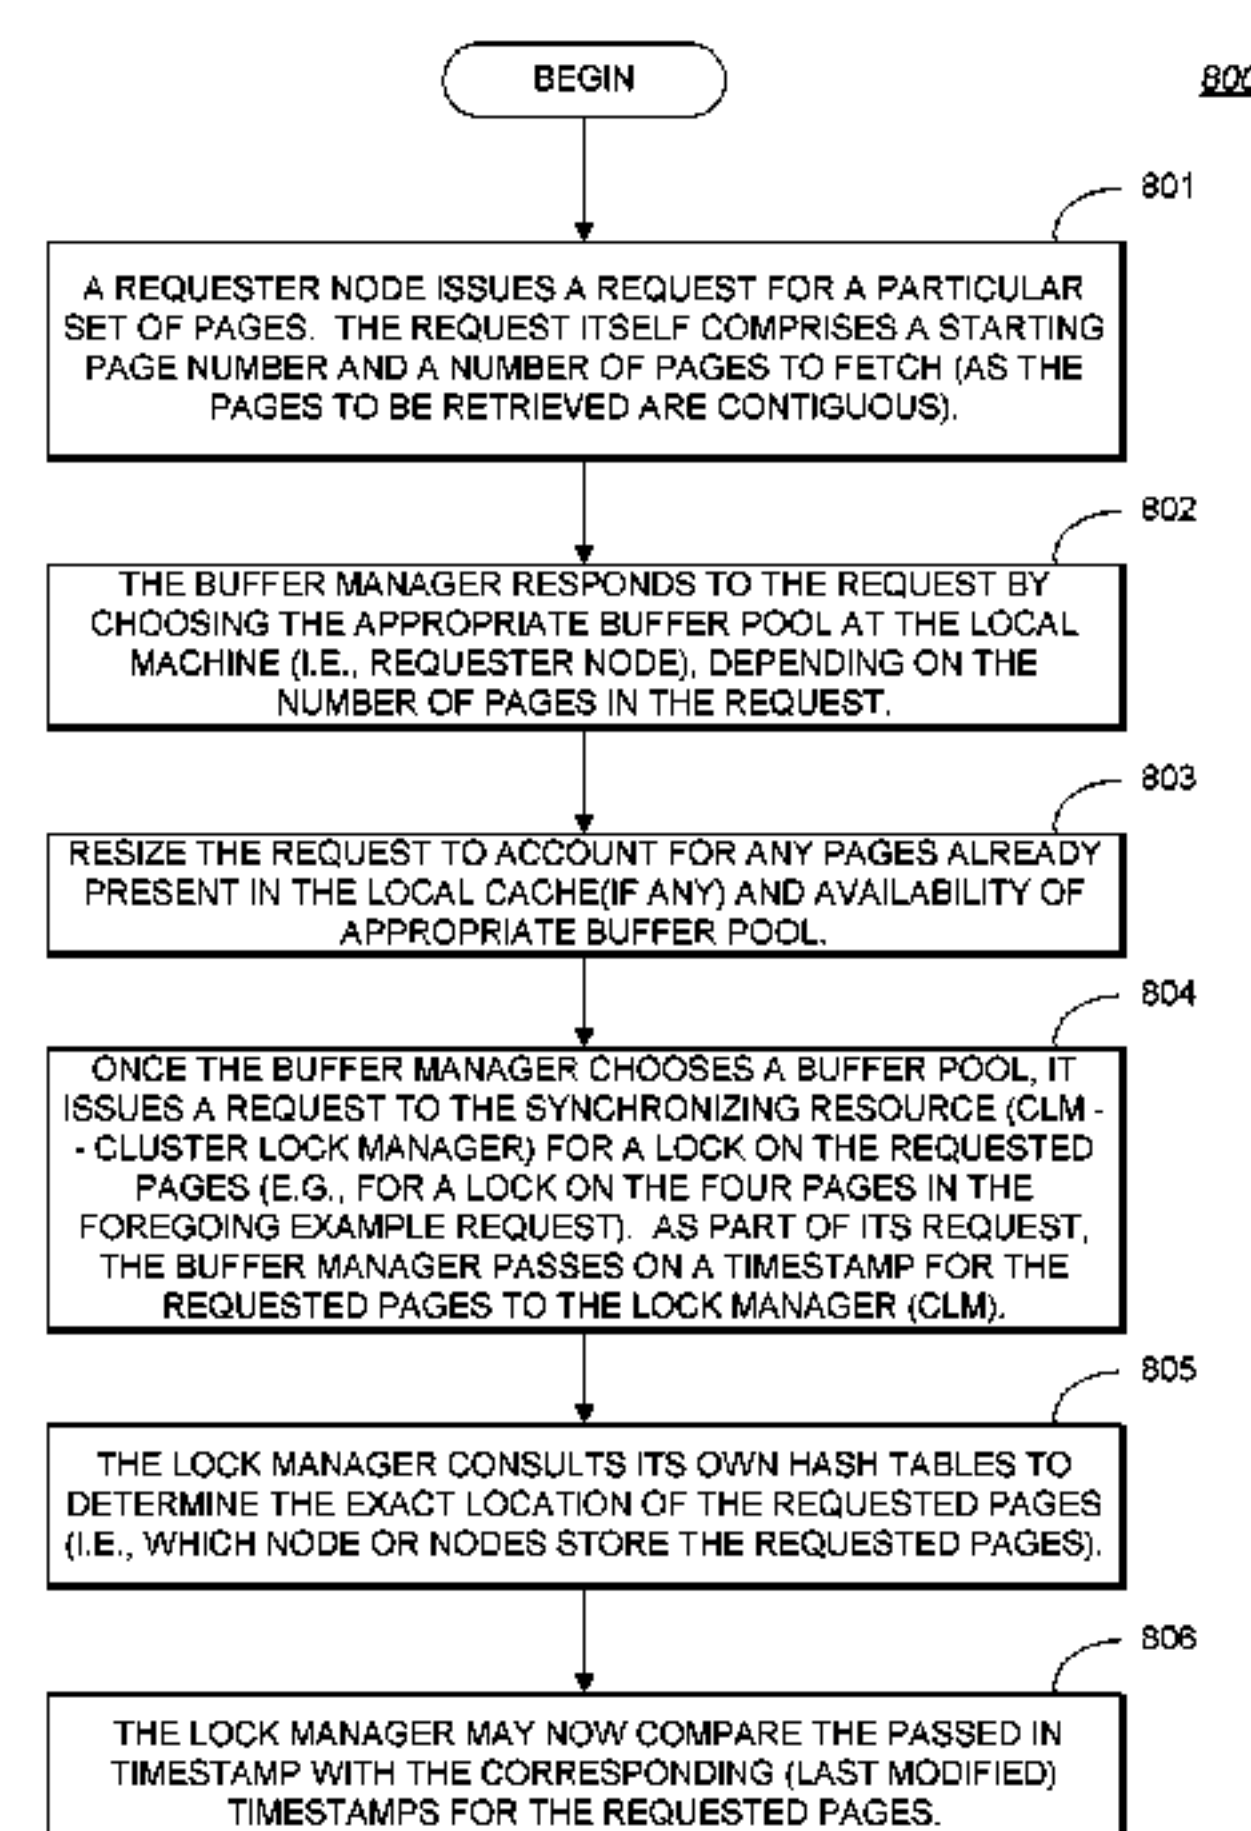 BEGIN
800
801
A REQUESTER NODE ISSUES A REQUEST FOR A PARTICULAR
SET OF PAGES. THE REQUEST ITSELF COMPRISES A STARTING
PAGE NUMBER AND A NUMBER OF PAGES TO FETCH (AS THE
PAGES TO BE RETRIEVED ARE CONTIGUOUS).
802
THE BUFFER MANAGER RESPONDS TO THE REQUEST BY
CHOOSING THE APPROPRIATE BUFFER POOL AT THE LOCAL
MACHINE (I.E., REQUESTER NODE), DEPENDING ON THE
NUMBER OF PAGES IN THE REQUEST.
803
RESIZE THE REQUEST TO ACCOUNT FOR ANY PAGES ALREADY
PRESENT IN THE LOCAL CACHE(IF ANY) AND AVAILABILITY OF
APPROPRIATE BUFFER POOL.
804
ONCE THE BUFFER MANAGER CHOOSES A BUFFER POOL, IT
ISSUES A REQUEST TO THE SYNCHRONIZING RESOURCE (CLM -
- CLUSTER LOCK MANAGER) FOR A LOCK ON THE REQUESTED
PAGES (E.G., FOR A LOCK ON THE FOUR PAGES IN THE
FOREGOING EXAMPLE REQUEST). AS PART OF ITS REQUEST,
THE BUFFER MANAGER PASSES ON A TIMESTAMP FOR THE
REQUESTED PAGES TO THE LOCK MANAGER (CLM).
805
THE LOCK MANAGER CONSULTS ITS OWN HASH TABLES TO
DETERMINE THE EXACT LOCATION OF THE REQUESTED PAGES
(I.E., WHICH NODE OR NODES STORE THE REQUESTED PAGES).
806
THE LOCK MANAGER MAY NOW COMPARE THE PASSED IN
TIMESTAMP WITH THE CORRESPONDING (LAST MODIFIED)
TIMESTAMPS FOR THE REQUESTED PAGES.